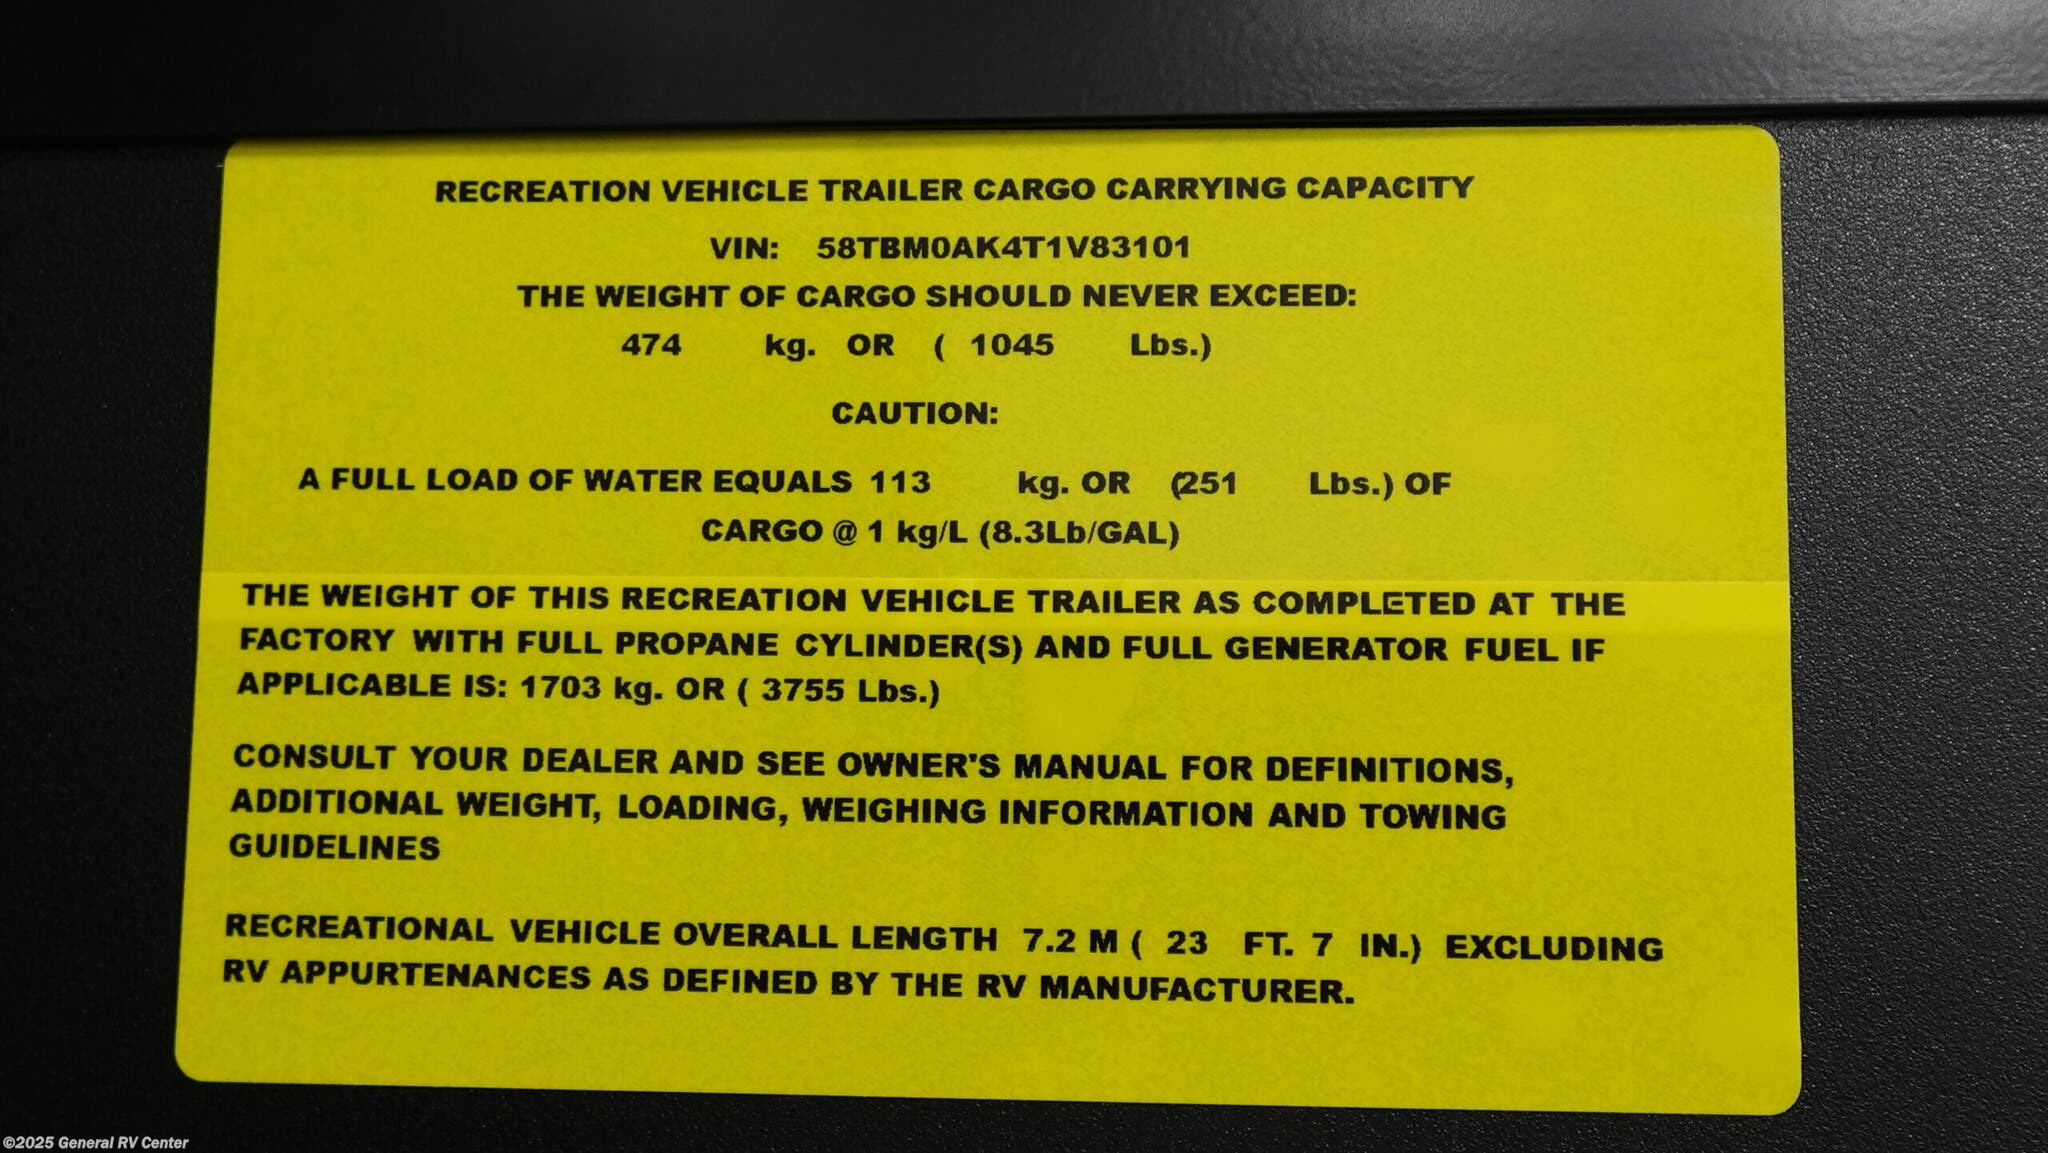 RECREATION VEHICLE TRAILER CARGO CARRYING CAPACITY
VIN: 58TBM0AK4T1V83101
THE WEIGHT OF CARGO SHOULD NEVER EXCEED:
474 kg. OR ( 1045 Lbs.)
CAUTION:
A FULL LOAD OF WATER EQUALS 113 kg. OR (251 Lbs.) OF
CARGO @ 1 kg/L (8.3Lb/GAL)
THE WEIGHT OF THIS RECREATION VEHICLE TRAILER AS COMPLETED AT THE
FACTORY WITH FULL PROPANE CYLINDER(S) AND FULL GENERATOR FUEL IF
APPLICABLE IS: 1703 kg. OR ( 3755 Lbs.)
CONSULT YOUR DEALER AND SEE OWNER'S MANUAL FOR DEFINITIONS,
ADDITIONAL WEIGHT, LOADING, WEIGHING INFORMATION AND TOWING
GUIDELINES
RECREATIONAL VEHICLE OVERALL LENGTH 7.2 M ( 23 FT. 7 IN.) EXCLUDING
RV APPURTENANCES AS DEFINED BY THE RV MANUFACTURER.
©2025 General RV Center